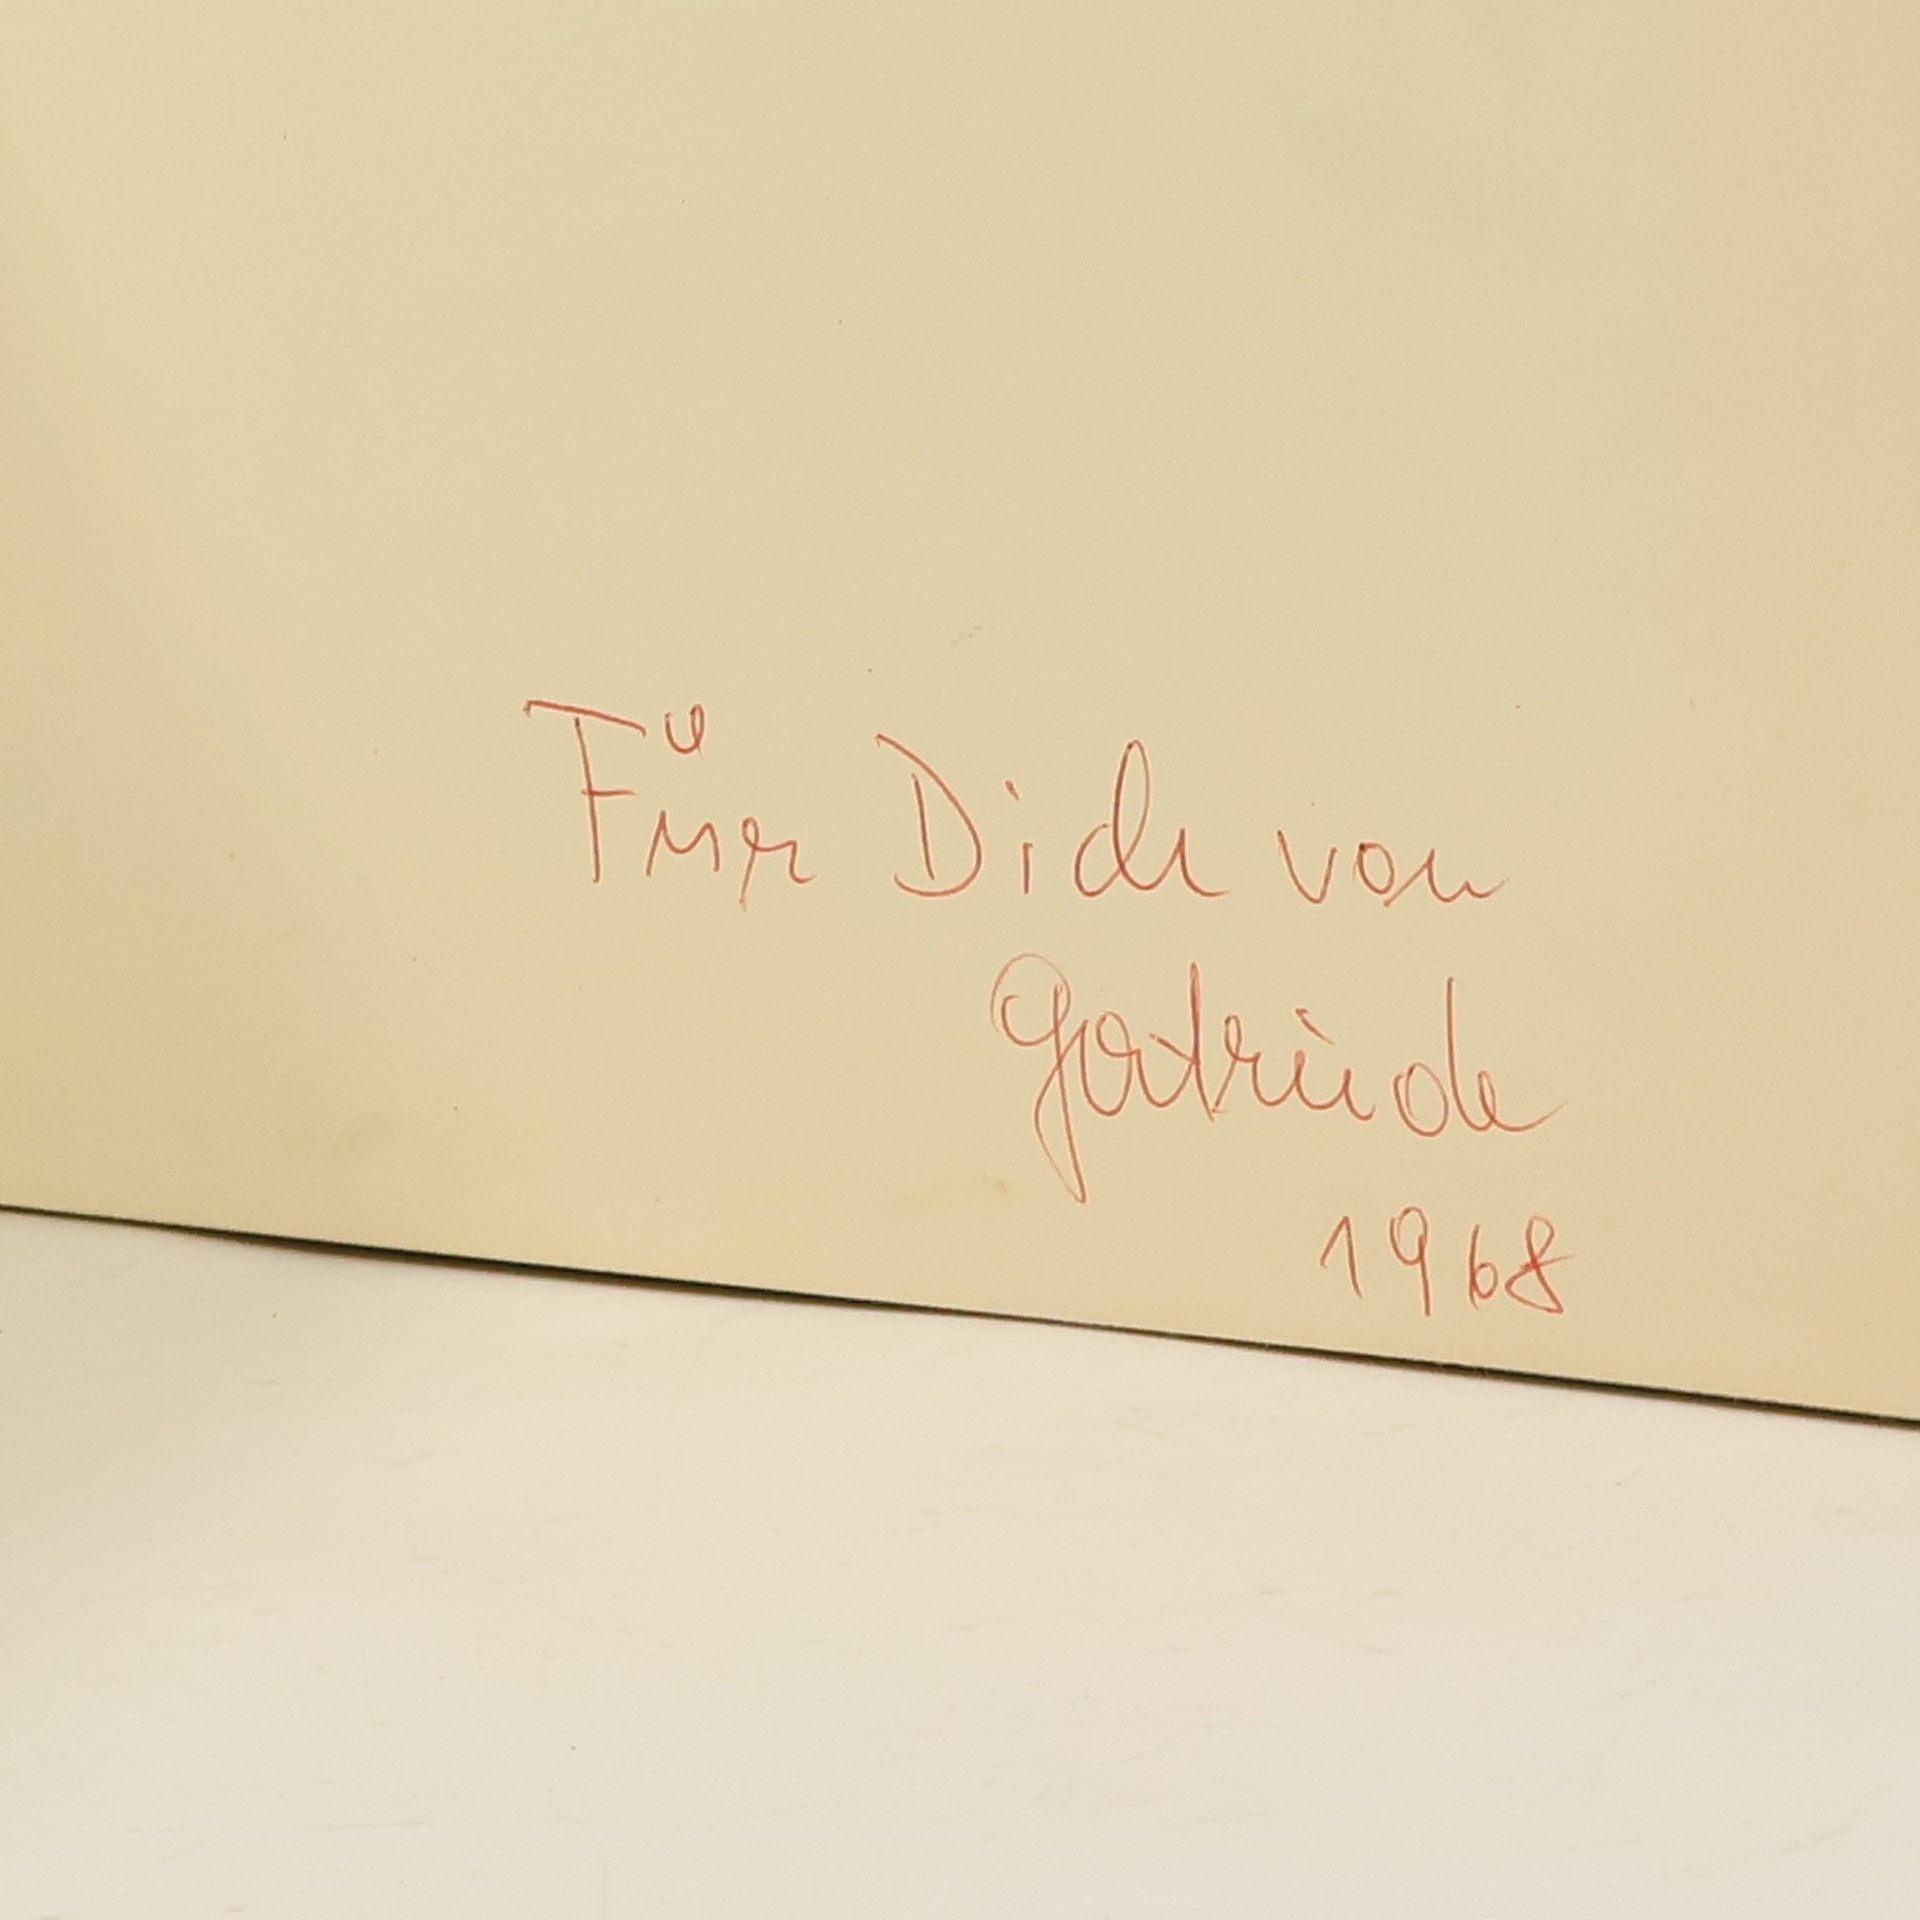 Für Dich von
Gertrude
1968